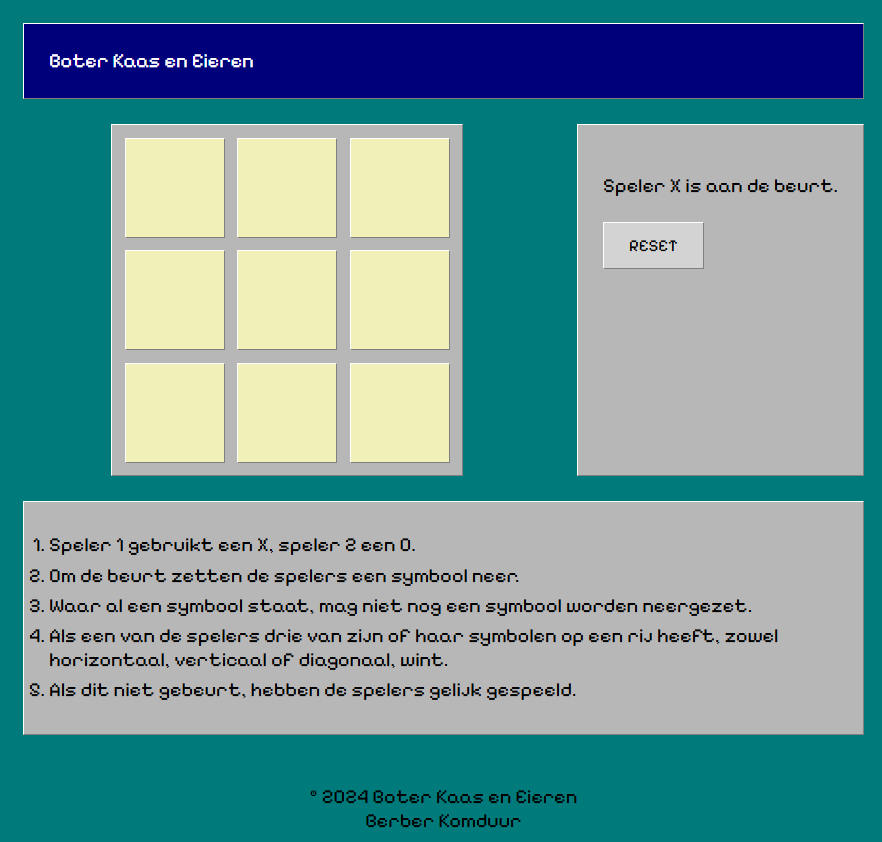 Boter Kaas en Eieren
Speler X is aan de beurt.
RESET
1. Speler 1 gebruikt een X, speler 2 een O.
2. Om de beurt zetten de spelers een symbool neer.
3. Waar al een symbool staat, mag niet nog een symbool worden neergezet.
4. Als een van de spelers drie van zijn of haar symbolen op een rij heeft, zowel
horizontaal, verticaal of diagonaal, wint.
5. Als dit niet gebeurt, hebben de spelers gelijk gespeeld.
© 2024 Boter Kaas en Eieren
Gerber Komduur